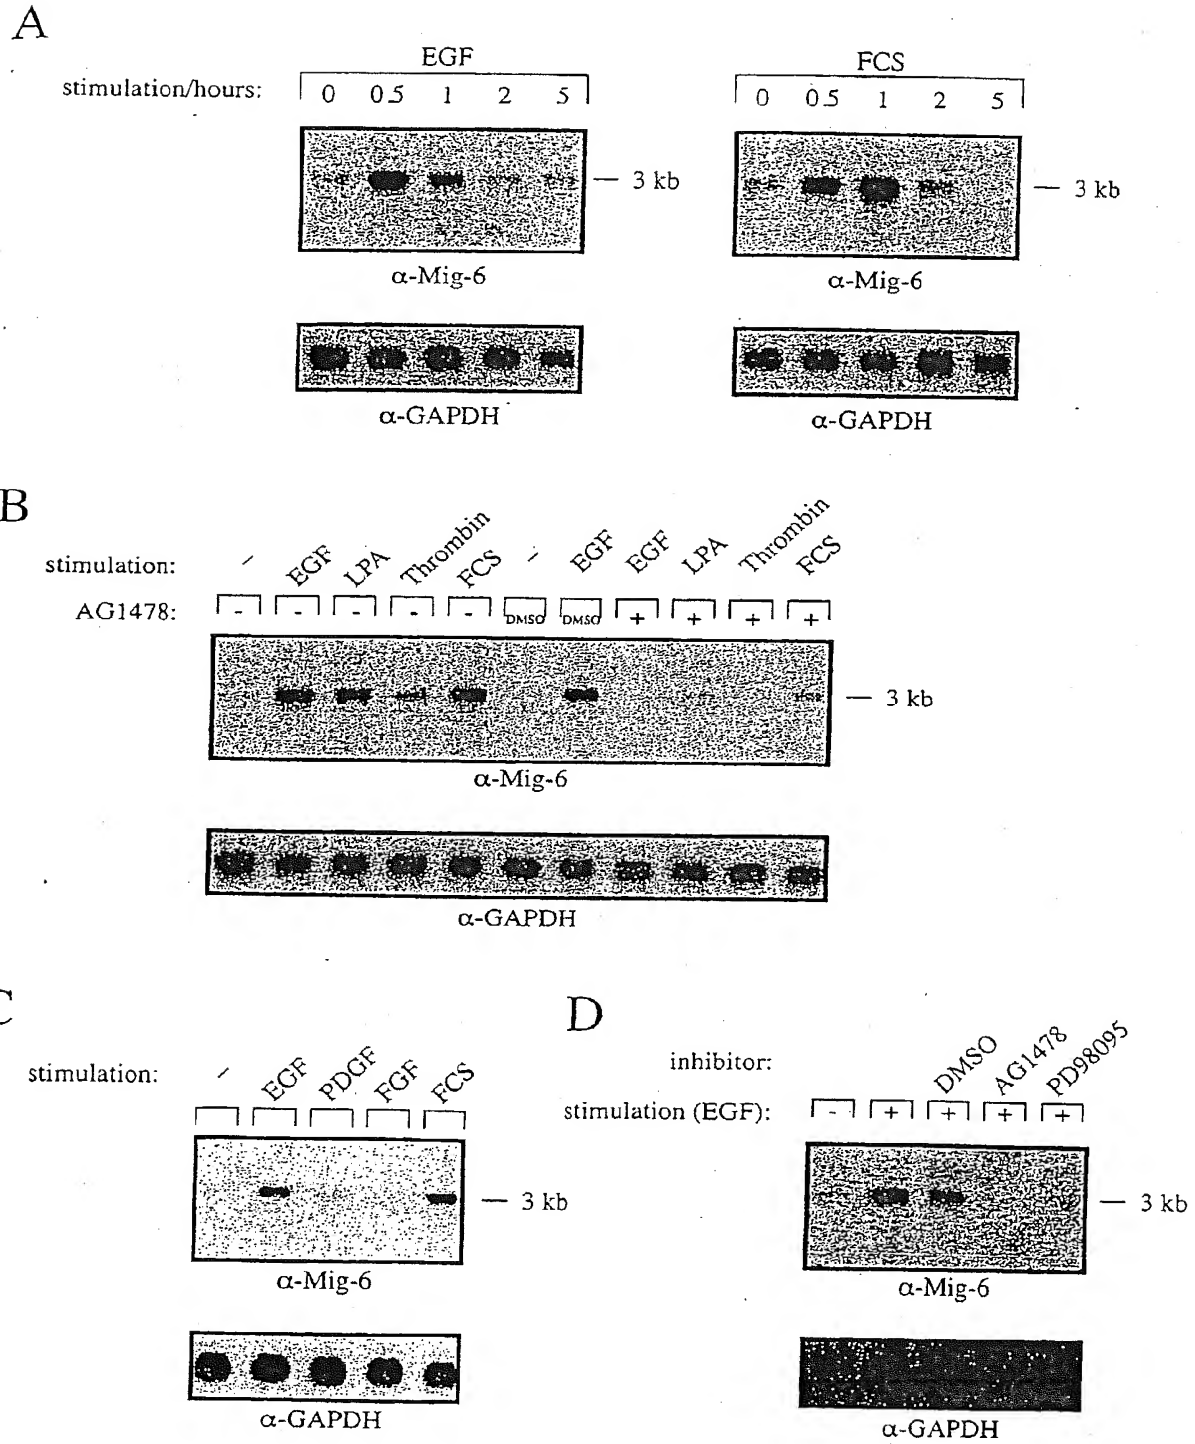 A
EGF
FCS
stimulation/hours: 0 0.5 1 2 5
0 0.5 1 2 5
— 3 kb
— 3 kb
α-Mig-6
α-Mig-6
α-GAPDH
α-GAPDH
B
stimulation: – EGF LPA Thrombin FCS – EGF EGF LPA Thrombin FCS
AG1478: - - - - - DMSO DMSO + + + +
— 3 kb
α-Mig-6
α-GAPDH
C
stimulation: – EGF PDGF FGF FCS
— 3 kb
α-Mig-6
α-GAPDH
D
inhibitor: DMSO AG1478 PD98095
stimulation (EGF): - + + + +
— 3 kb
α-Mig-6
α-GAPDH